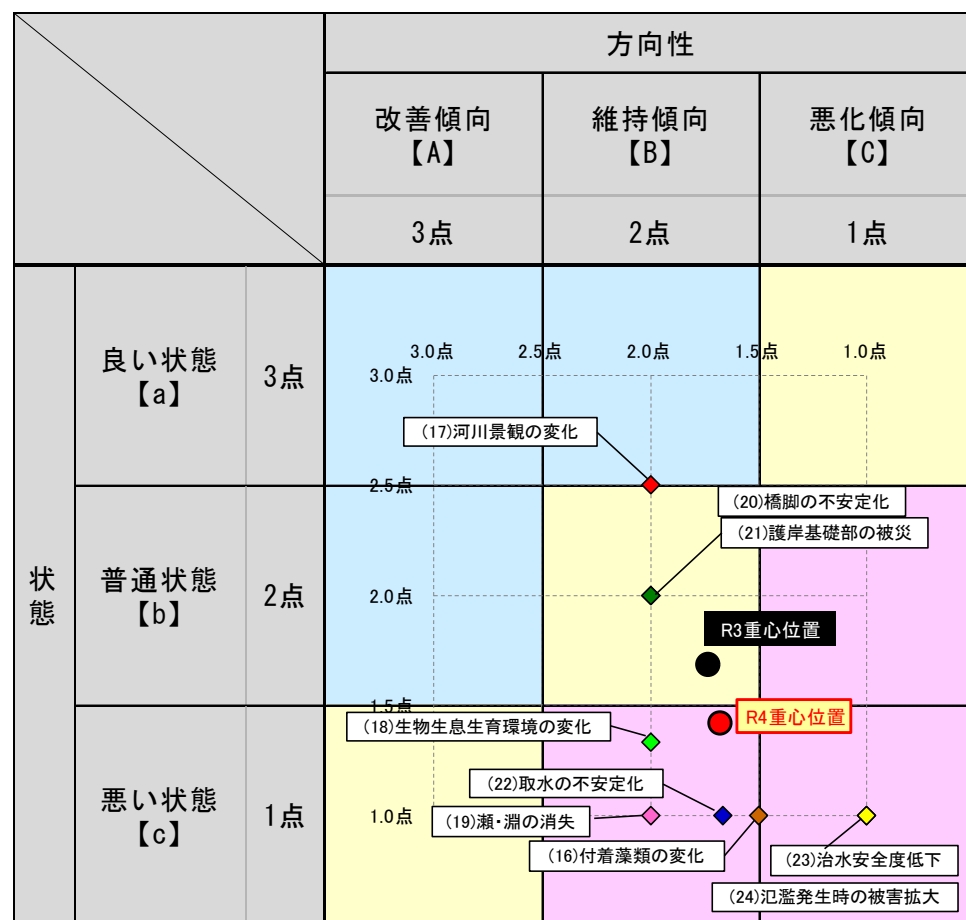 方向性
改善傾向
【A】
維持傾向
【B】
悪化傾向
【C】
3点
2点
1点
状態
良い状態
【a】
3点
普通状態
【b】
2点
悪い状態
【c】
1点
3.0点
2.5点
2.0点
1.5点
1.0点
3.0点
(17)河川景観の変化
2.5点
(20)橋脚の不安定化
(21)護岸基礎部の被災
2.0点
R3重心位置
1.5点
R4重心位置
(18)生物生息生育環境の変化
(22)取水の不安定化
1.0点
(19)瀬・淵の消失
(16)付着藻類の変化
(23)治水安全度低下
(24)氾濫発生時の被害拡大